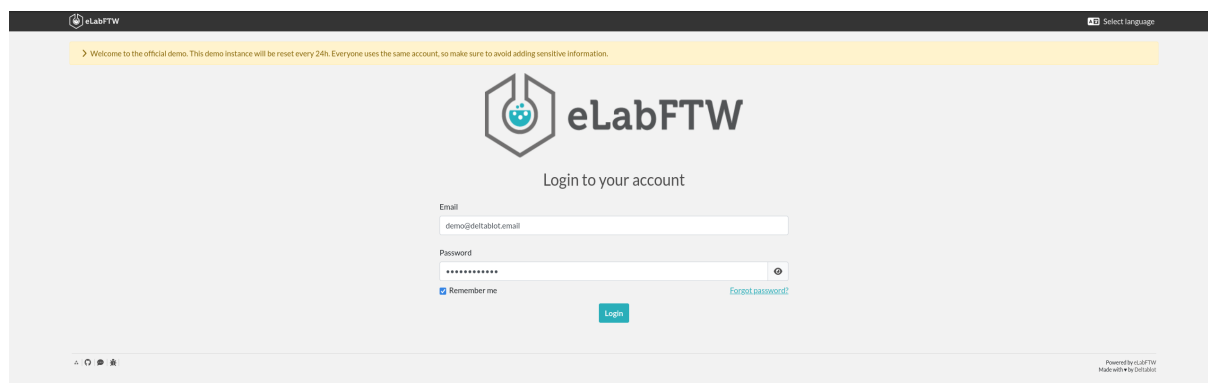 eLabFTW
Select language
Welcome to the official demo. This demo instance will be reset every 24h. Everyone uses the same account, so make sure to avoid adding sensitive information.
eLabFTW
Login to your account
Email
demo@deltablot.email
Password
••••••••••••
Remember me
Forgot password?
Login
Powered by eLabFTW
Made with ♥ by Deltablot